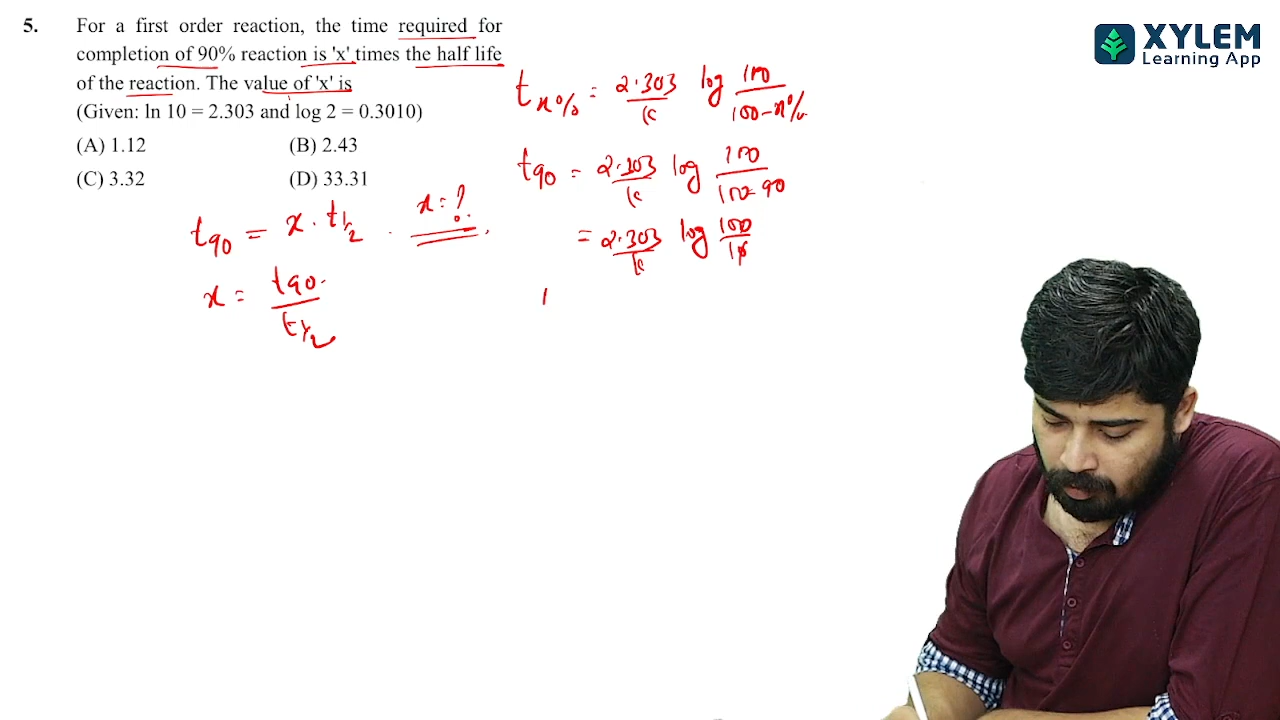 5. For a first order reaction, the time required for
completion of 90% reaction is 'x' times the half life
of the reaction. The value of 'x' is
(Given: ln 10 = 2.303 and log 2 = 0.3010)
(A) 1.12 (B) 2.43
(C) 3.32 (D) 33.31
t90 = x · t1/2 . x = ? .
x = t90 / t1/2
tx% = 2.303/k log 100/100-x%
t90 = 2.303/k log 100/100-90
= 2.303/k log 100/10
XYLEM
Learning App